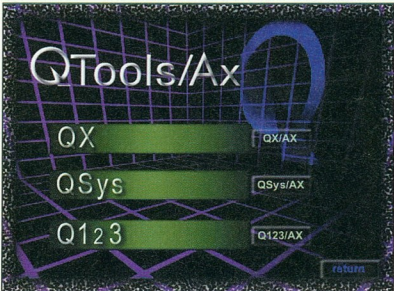 QTools/Ax
QX QX/AX
QSys QSys/AX
Q123 Q123/AX
return